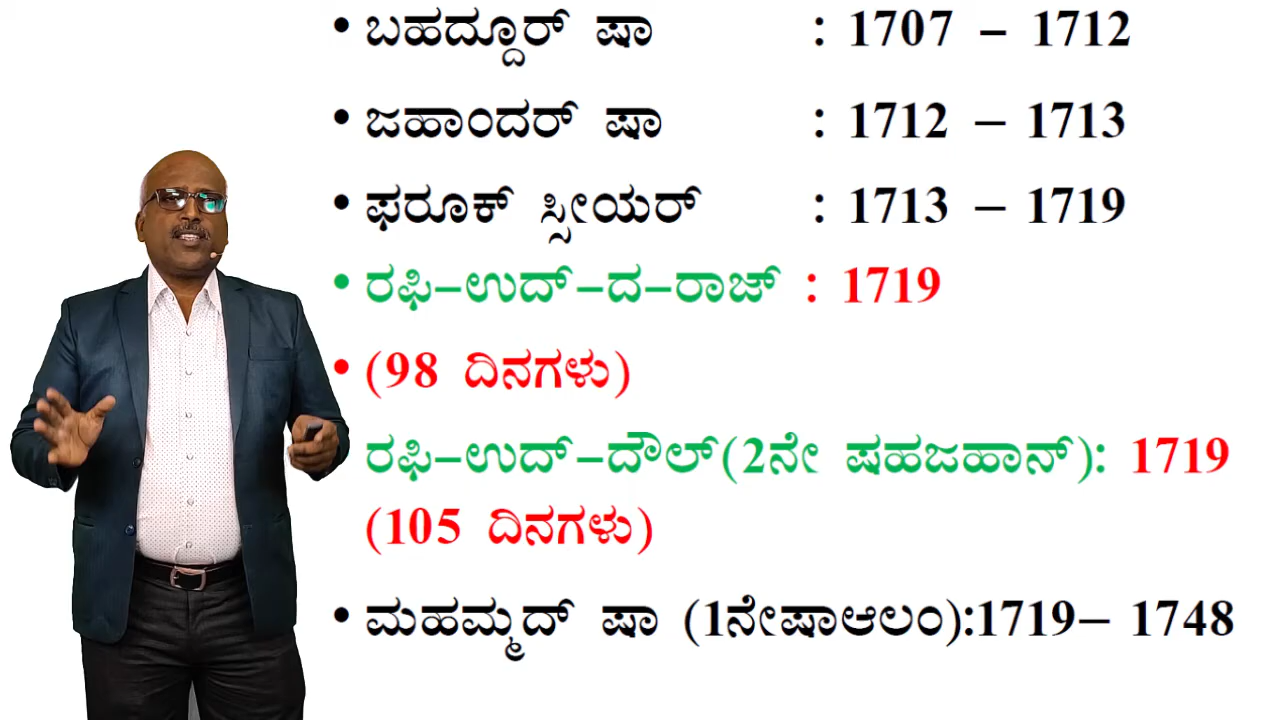 • ಬಹದ್ದೂರ್ ಷಾ : 1707 – 1712
• ಜಹಾಂದರ್ ಷಾ : 1712 – 1713
• ಫರೂಕ್ ಸ್ಸೀಯರ್ : 1713 – 1719
• ರಫಿ–ಉದ್–ದ–ರಾಜ್ : 1719
• (98 ದಿನಗಳು)
ರಫಿ–ಉದ್–ದೌಲ್(2ನೇ ಷಹಜಹಾನ್): 1719
(105 ದಿನಗಳು)
• ಮಹಮ್ಮದ್ ಷಾ (1ನೇಷಾಆಲಂ):1719– 1748